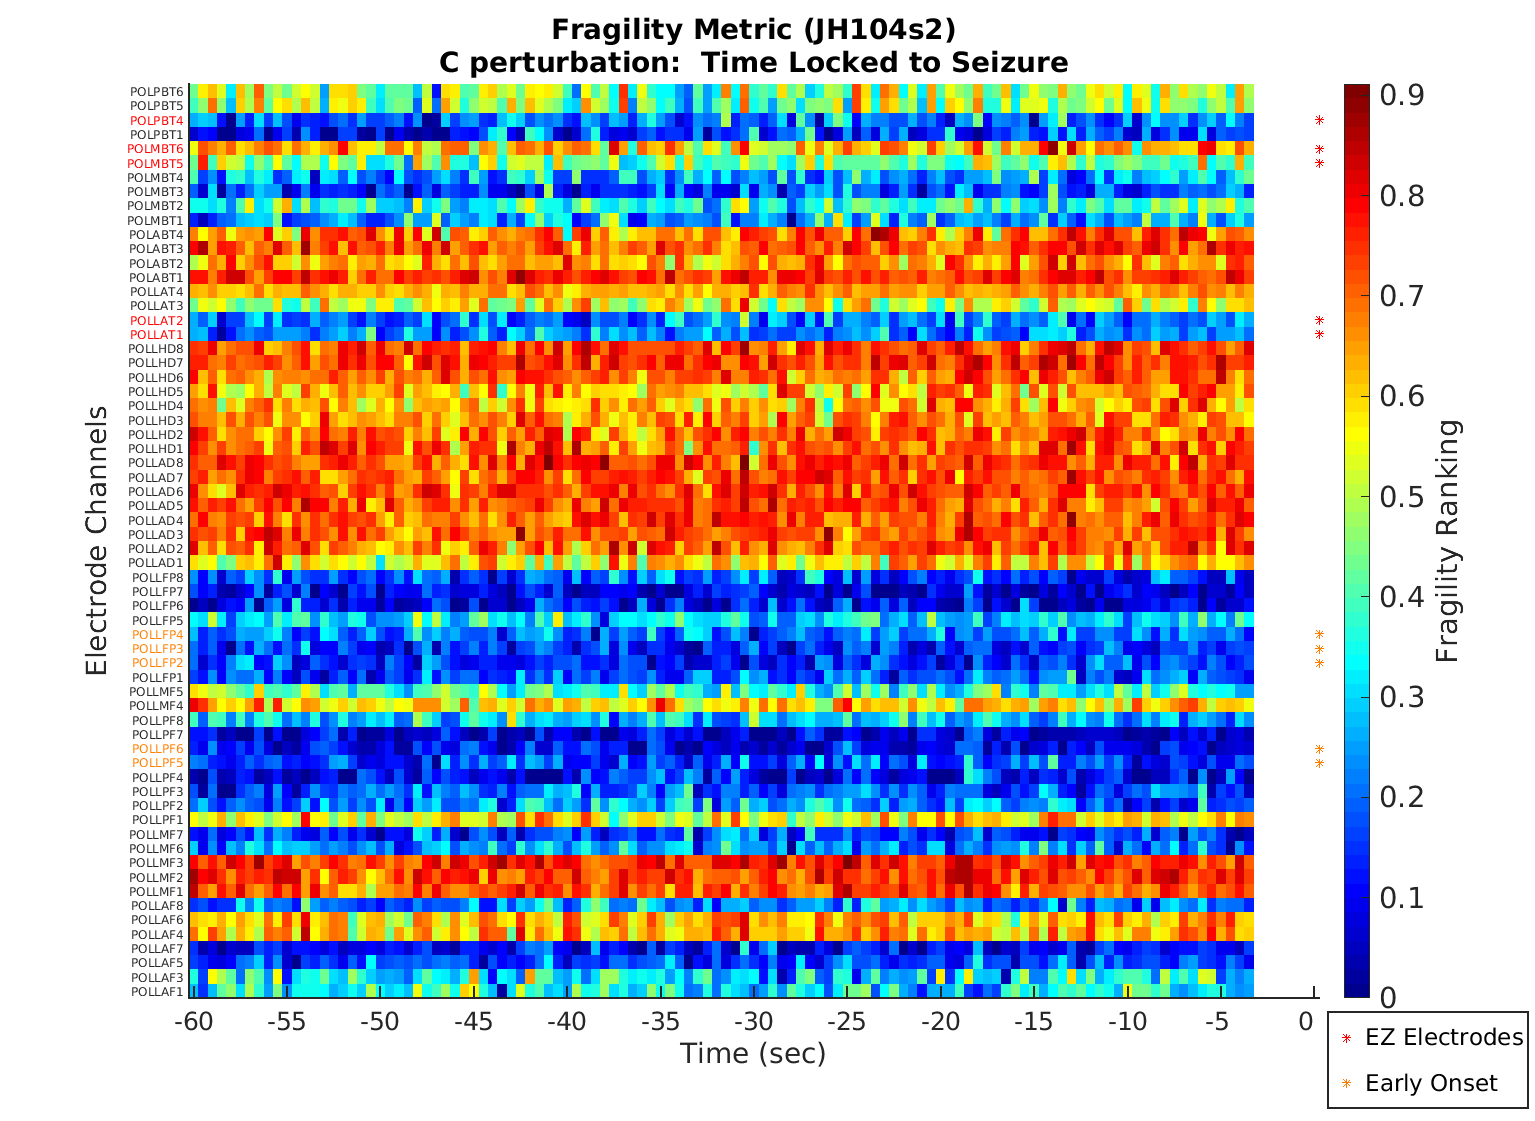 Fragility Metric (JH104s2)
C perturbation:  Time Locked to Seizure
Electrode Channels
POLPBT6
POLPBT5
POLPBT4
POLPBT1
POLMBT6
POLMBT5
POLMBT4
POLMBT3
POLMBT2
POLMBT1
POLABT4
POLABT3
POLABT2
POLABT1
POLLAT4
POLLAT3
POLLAT2
POLLAT1
POLLHD8
POLLHD7
POLLHD6
POLLHD5
POLLHD4
POLLHD3
POLLHD2
POLLHD1
POLLAD8
POLLAD7
POLLAD6
POLLAD5
POLLAD4
POLLAD3
POLLAD2
POLLAD1
POLLFP8
POLLFP7
POLLFP6
POLLFP5
POLLFP4
POLLFP3
POLLFP2
POLLFP1
POLLMF5
POLLMF4
POLLPF8
POLLPF7
POLLPF6
POLLPF5
POLLPF4
POLLPF3
POLLPF2
POLLPF1
POLLMF7
POLLMF6
POLLMF3
POLLMF2
POLLMF1
POLLAF8
POLLAF6
POLLAF4
POLLAF7
POLLAF5
POLLAF3
POLLAF1
-60 -55 -50 -45 -40 -35 -30 -25 -20 -15 -10 -5 0
Time (sec)
0.9
0.8
0.7
0.6
0.5
0.4
0.3
0.2
0.1
0
Fragility Ranking
EZ Electrodes
Early Onset